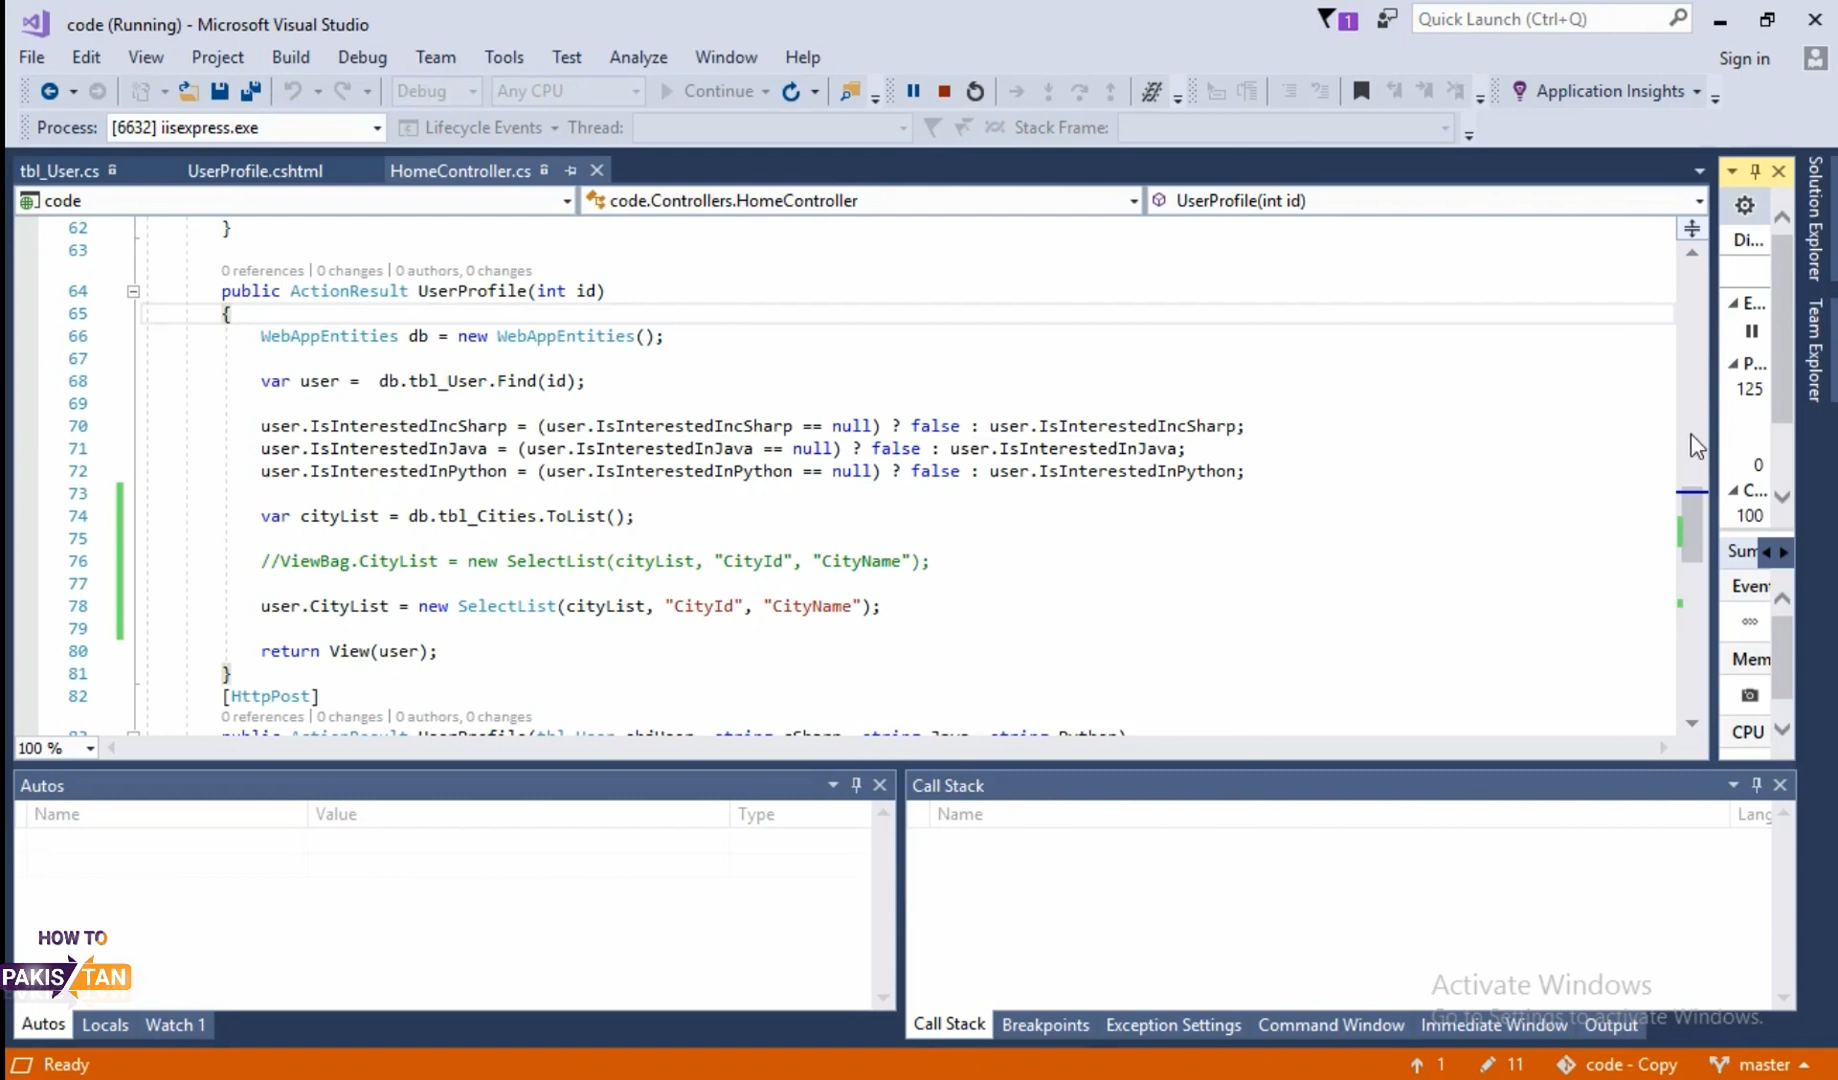 code (Running) - Microsoft Visual Studio
1
Quick Launch (Ctrl+Q)
File Edit View Project Build Debug Team Tools Test Analyze Window Help
Sign in
Debug Any CPU Continue Application Insights
Process: [6632] iisexpress.exe Lifecycle Events Thread: Stack Frame:
tbl_User.cs UserProfile.cshtml HomeController.cs
code code.Controllers.HomeController UserProfile(int id)
62 }
63
0 references | 0 changes | 0 authors, 0 changes
64 public ActionResult UserProfile(int id)
65 {
66 WebAppEntities db = new WebAppEntities();
67
68 var user = db.tbl_User.Find(id);
69
70 user.IsInterestedIncSharp = (user.IsInterestedIncSharp == null) ? false : user.IsInterestedIncSharp;
71 user.IsInterestedInJava = (user.IsInterestedInJava == null) ? false : user.IsInterestedInJava;
72 user.IsInterestedInPython = (user.IsInterestedInPython == null) ? false : user.IsInterestedInPython;
73
74 var cityList = db.tbl_Cities.ToList();
75
76 //ViewBag.CityList = new SelectList(cityList, "CityId", "CityName");
77
78 user.CityList = new SelectList(cityList, "CityId", "CityName");
79
80 return View(user);
81 }
82 [HttpPost]
0 references | 0 changes | 0 authors, 0 changes
100 %
Di...
E...
P...
125
0
C...
100
Sum
Event
Mem
CPU
Solution Explorer
Team Explorer
Autos
Name Value Type
Call Stack
Name Lang
HOW TO
PAKISTAN
Autos Locals Watch 1
Call Stack Breakpoints Exception Settings Command Window Immediate Window Output
Activate Windows
Go to Settings to activate Windows.
Ready
1 11 code - Copy master